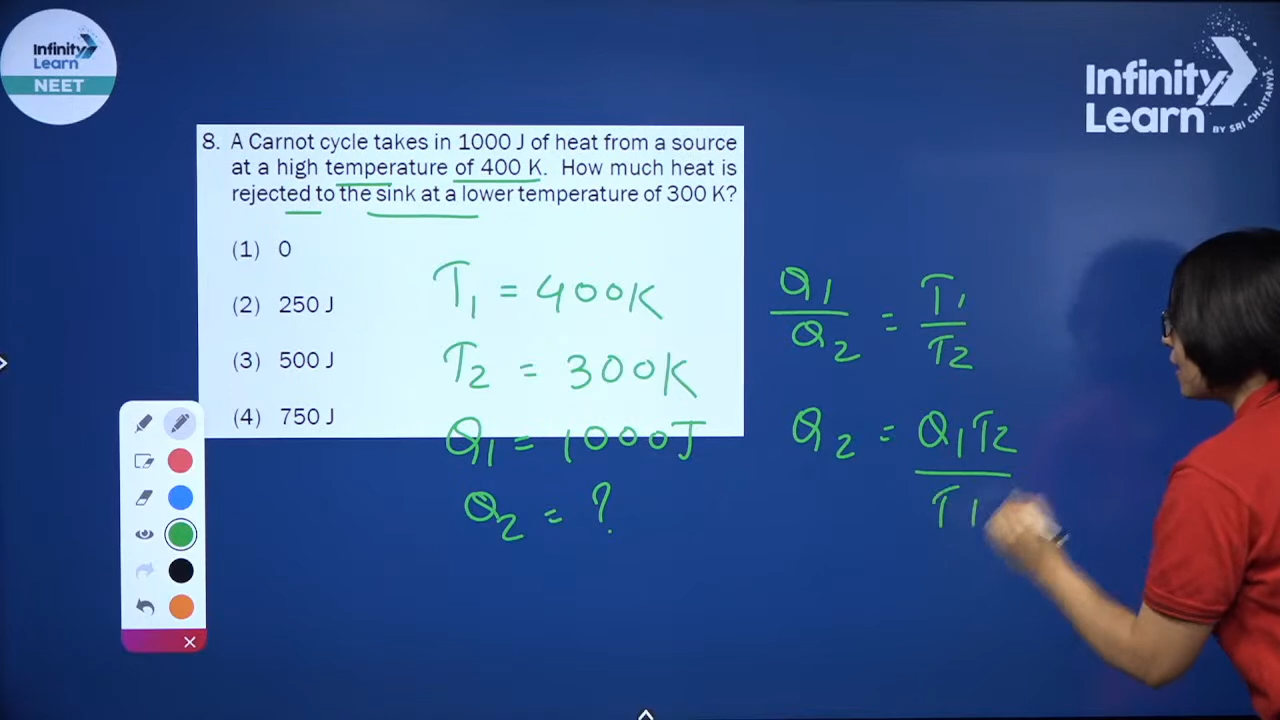 Infinity
Learn
NEET
Infinity
Learn
BY SRI CHAITANYA
8. A Carnot cycle takes in 1000 J of heat from a source
at a high temperature of 400 K. How much heat is
rejected to the sink at a lower temperature of 300 K?
(1) 0
(2) 250 J
(3) 500 J
(4) 750 J
T1 = 400K
T2 = 300K
Q1 = 1000J
Q2 = ?
Q1/Q2 = T1/T2
Q2 = Q1T2/T1